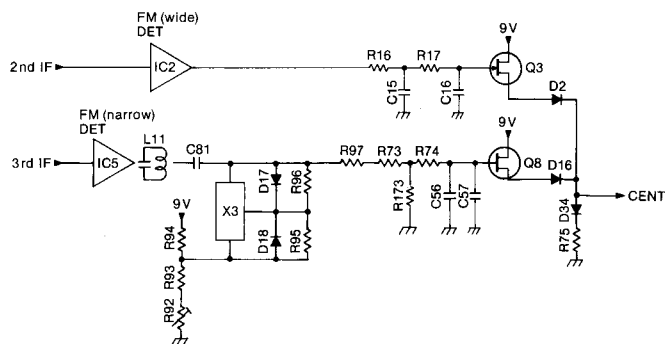 FM (wide)
DET
2nd IF
IC2
R16
R17
C15
C16
9V
Q3
D2
FM (narrow)
DET
3rd IF
IC5
L11
C81
X3
D17
D18
R96
R95
R97
R73
R74
R173
C56
C57
9V
Q8
D16
CENT
D34
R75
9V
R94
R93
R92